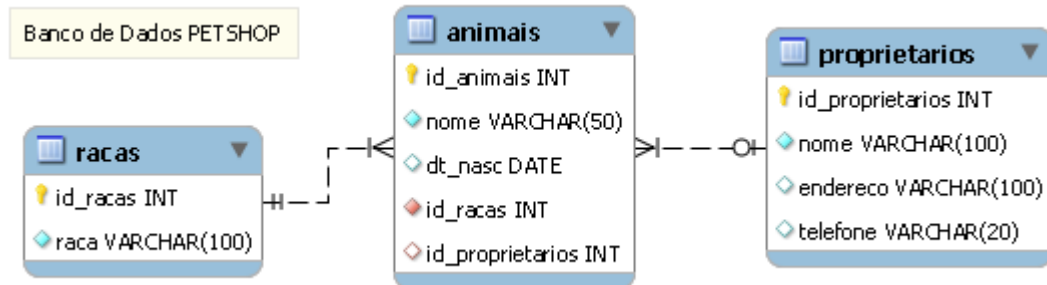 Banco de Dados PETSHOP
racas
id_racas INT
raca VARCHAR(100)
animais
id_animais INT
nome VARCHAR(50)
dt_nasc DATE
id_racas INT
id_proprietarios INT
proprietarios
id_proprietarios INT
nome VARCHAR(100)
endereco VARCHAR(100)
telefone VARCHAR(20)